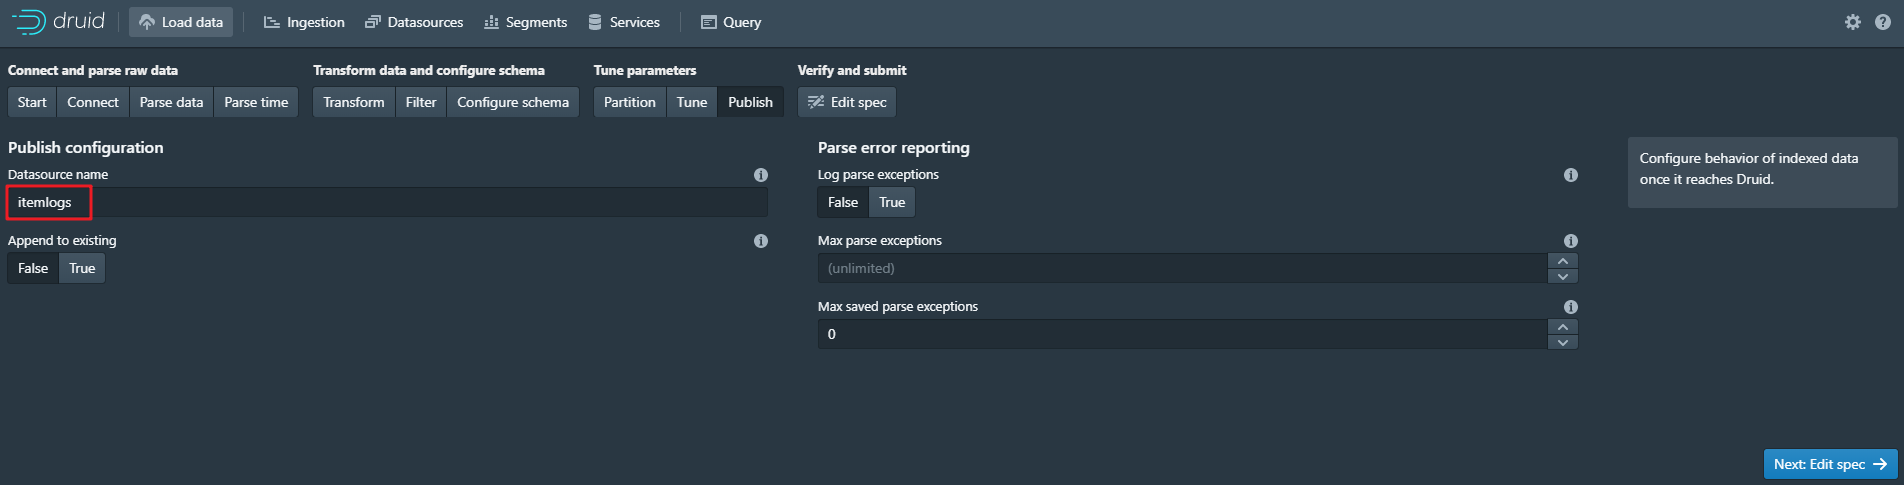 druid Load data Ingestion Datasources Segments Services Query
Connect and parse raw data Transform data and configure schema Tune parameters Verify and submit
Start Connect Parse data Parse time Transform Filter Configure schema Partition Tune Publish Edit spec
Publish configuration
Datasource name
itemlogs
Append to existing
False True
Parse error reporting
Log parse exceptions
False True
Max parse exceptions
(unlimited)
Max saved parse exceptions
0
Configure behavior of indexed data
once it reaches Druid.
Next: Edit spec